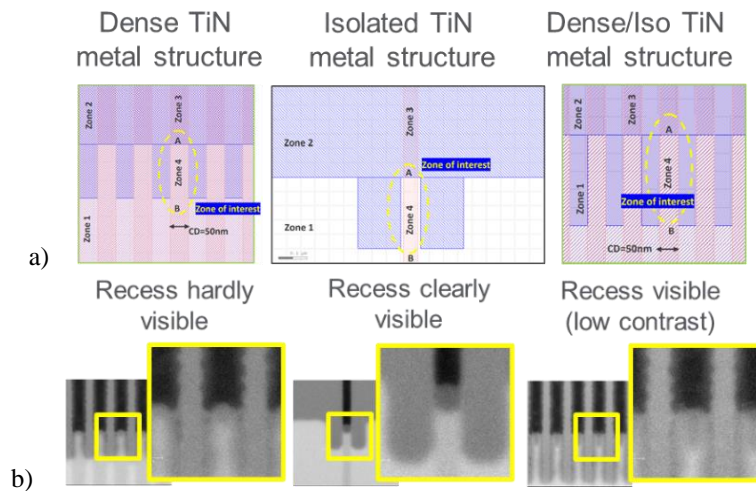 Dense TiN
metal structure
Isolated TiN
metal structure
Dense/Iso TiN
metal structure
a)
Zone 2
Zone 3
A
Zone 4
B
Zone of interest
Zone 1
CD=50nm
Zone 3
Zone 2
A
Zone of interest
Zone 4
Zone 1
B
Zone 2
Zone 3
A
Zone 4
Zone 1
Zone of interest
B
CD=50nm
Recess hardly
visible
Recess clearly
visible
Recess visible
(low contrast)
b)